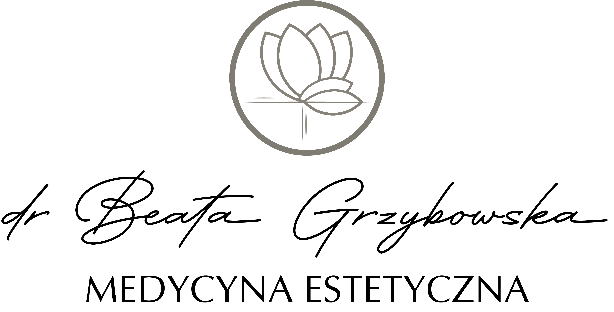 dr Beata Grzybowska
MEDYCYNA ESTETYCZNA